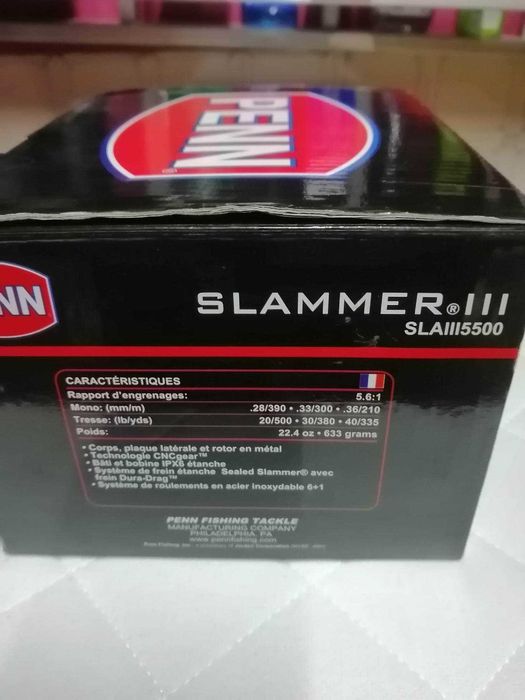 PENN
NN
SLAMMER® III
SLAIII5500
CARACTÉRISTIQUES
Rapport d'engrenages: 5.6:1
Mono: (mm/m) .28/390 • .33/300 • .36/210
Tresse: (lb/yds) 20/500 • 30/380 • 40/335
Poids: 22.4 oz • 633 grams
• Corps, plaque latérale et rotor en métal
• Technologie CNCgear™
• Bâti et bobine IPX6 étanche
• Système de frein étanche Sealed Slammer® avec
frein Dura-Drag™
• Système de roulements en acier inoxydable 6+1
PENN FISHING TACKLE
MANUFACTURING COMPANY
PHILADELPHIA, PA
www.pennfishing.com